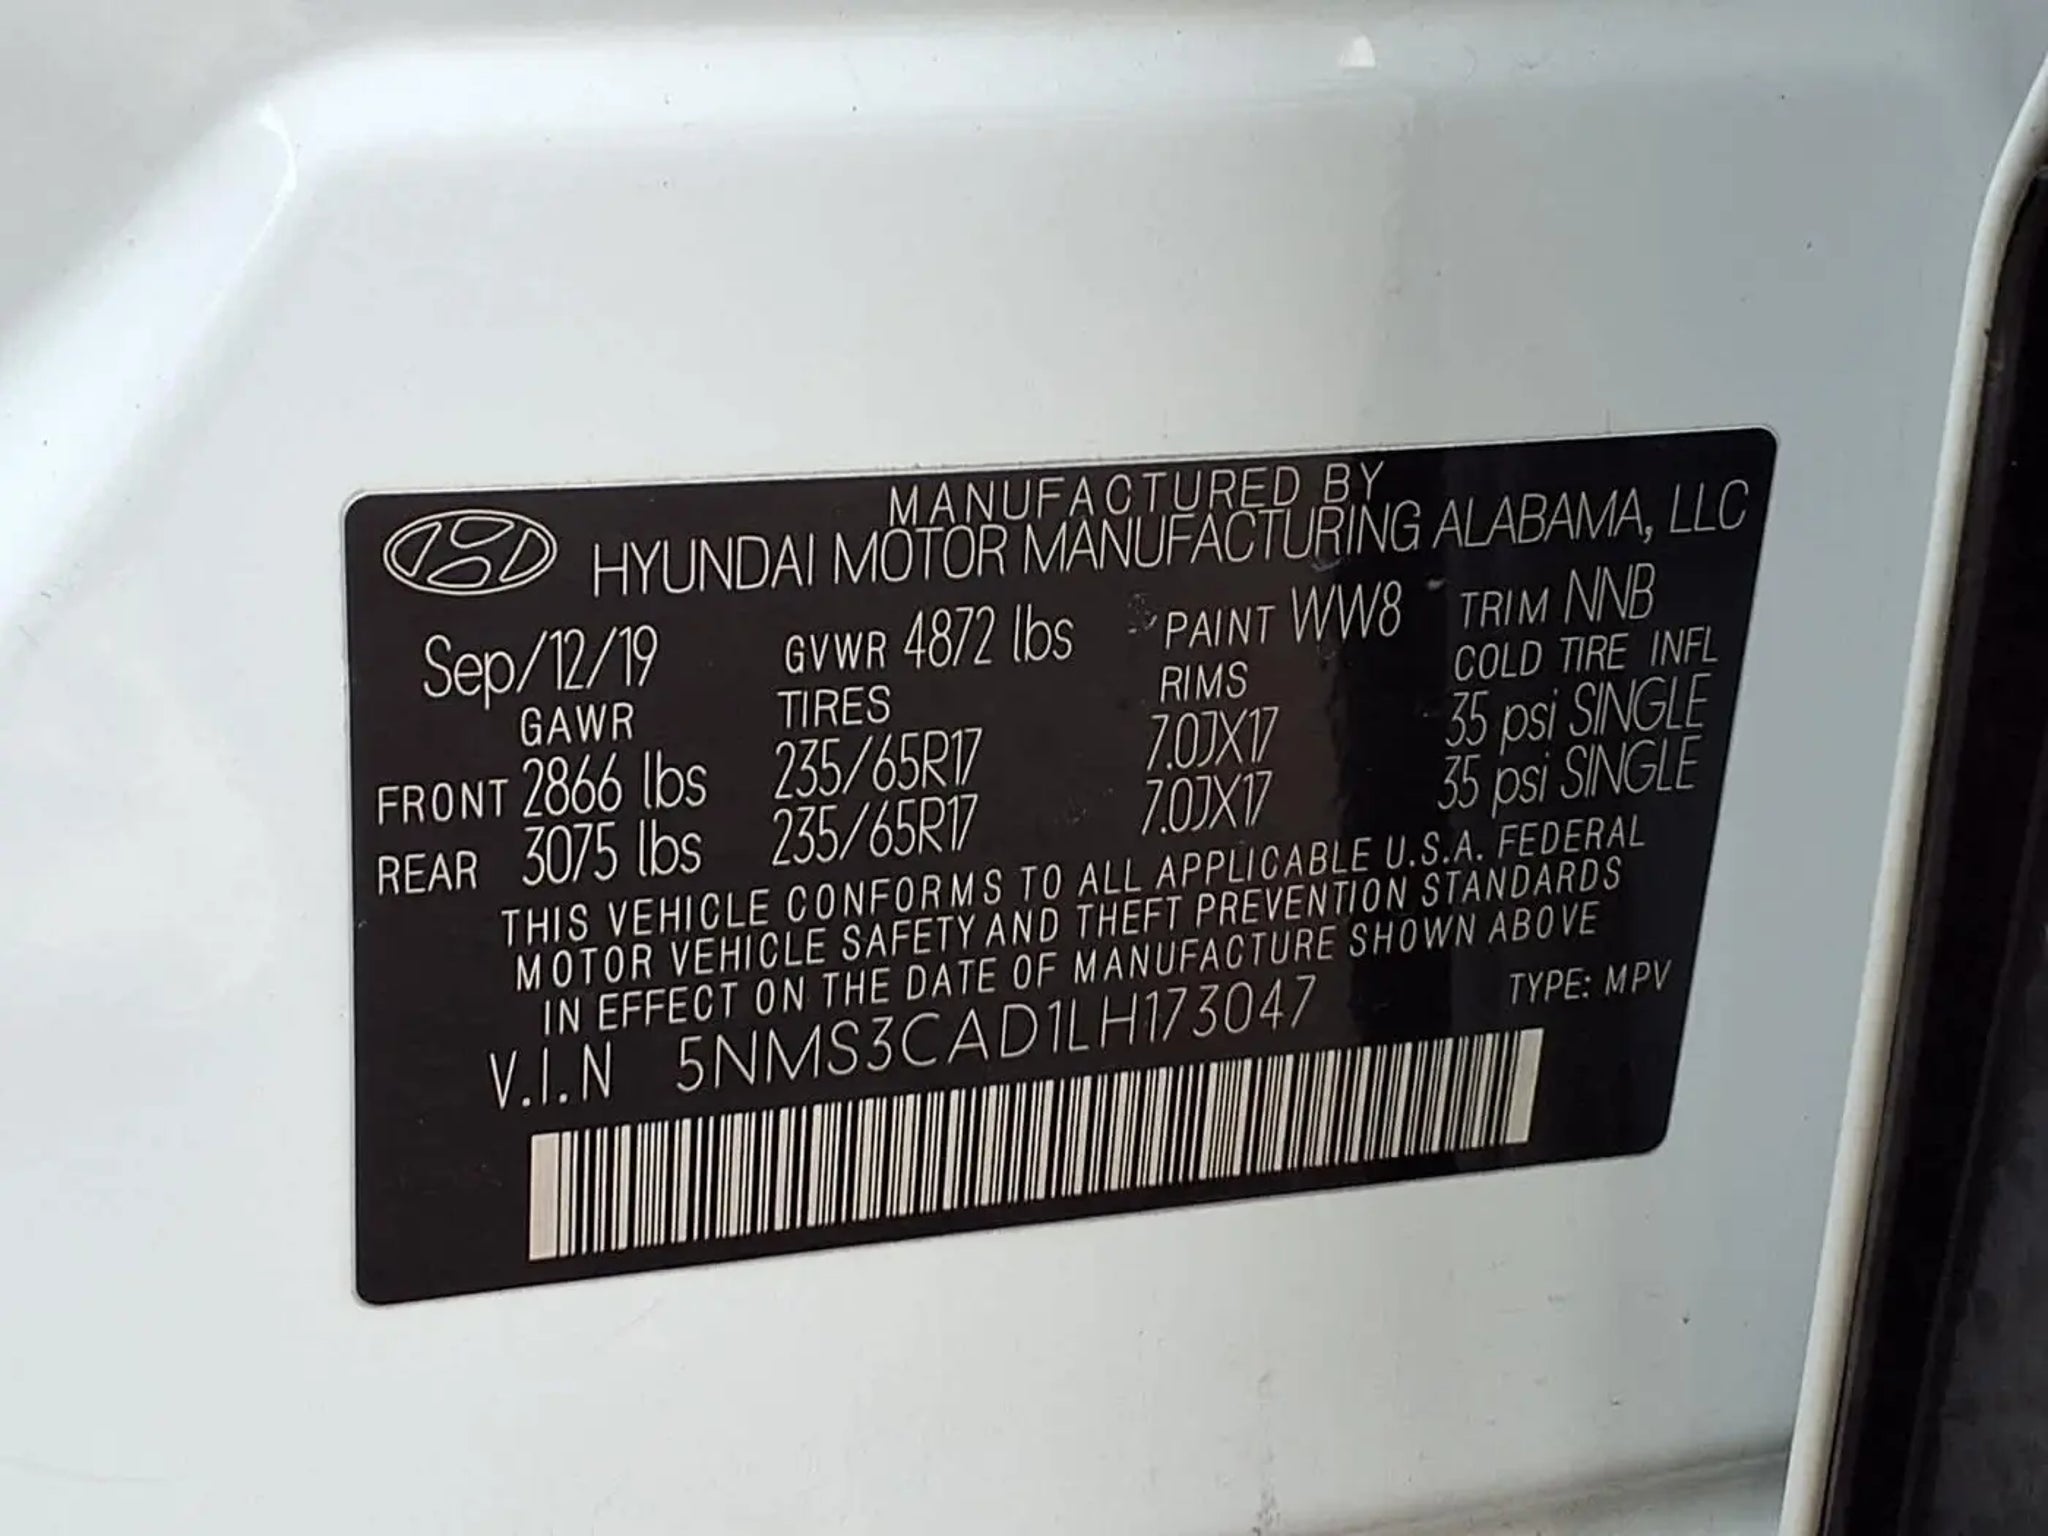 MANUFACTURED BY
HYUNDAI MOTOR MANUFACTURING ALABAMA, LLC
Sep/12/19 GVWR 4872 lbs PAINT WW8 TRIM NNB
GAWR TIRES RIMS COLD TIRE INFL
FRONT 2866 lbs 235/65R17 7.0JX17 35 psi SINGLE
REAR 3075 lbs 235/65R17 7.0JX17 35 psi SINGLE
THIS VEHICLE CONFORMS TO ALL APPLICABLE U.S.A. FEDERAL
MOTOR VEHICLE SAFETY AND THEFT PREVENTION STANDARDS
IN EFFECT ON THE DATE OF MANUFACTURE SHOWN ABOVE
V.I.N 5NMS3CAD1LH173047 TYPE: MPV